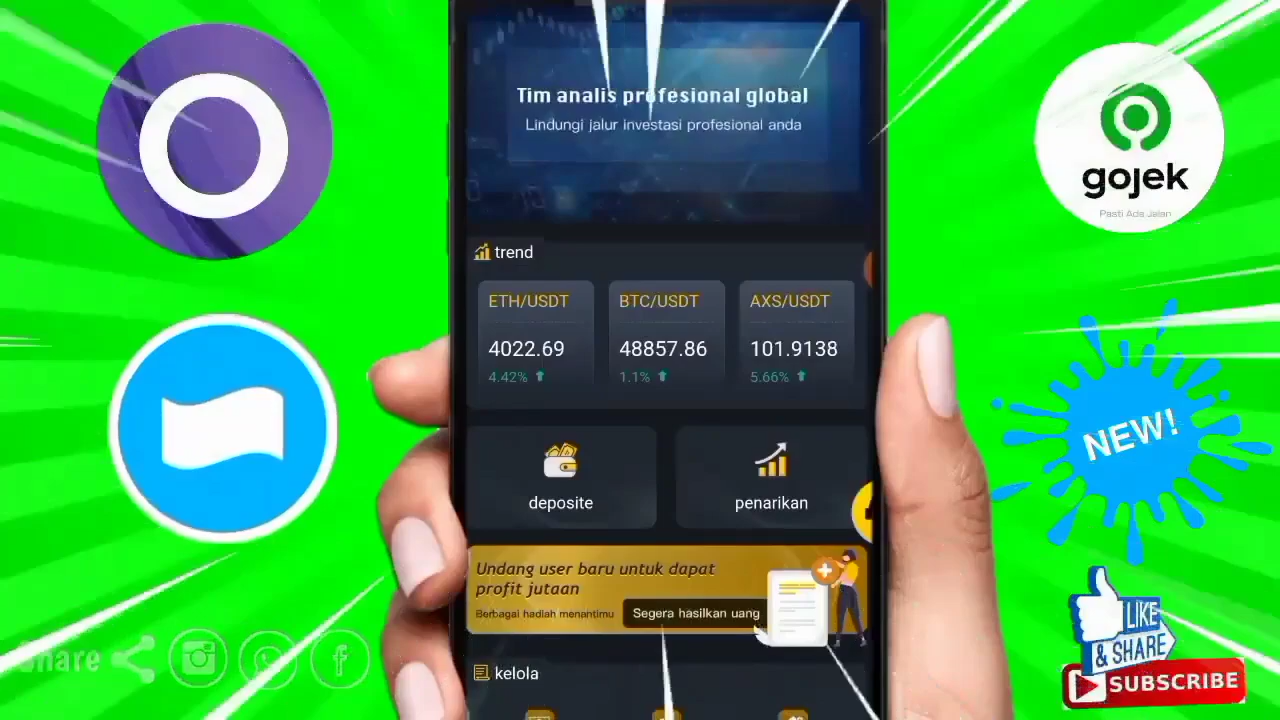 Tim analis profesional global
Lindungi jalur investasi profesional anda
gojek
Pasti Ada Jalan
trend
ETH/USDT
BTC/USDT
AXS/USDT
4022.69
48857.86
101.9138
4.42%
1.1%
5.66%
NEW!
deposite
penarikan
Undang user baru untuk dapat
profit jutaan
Berbagai hadiah menantimu
Segera hasilkan uang
LIKE
& SHARE
Share
kelola
SUBSCRIBE